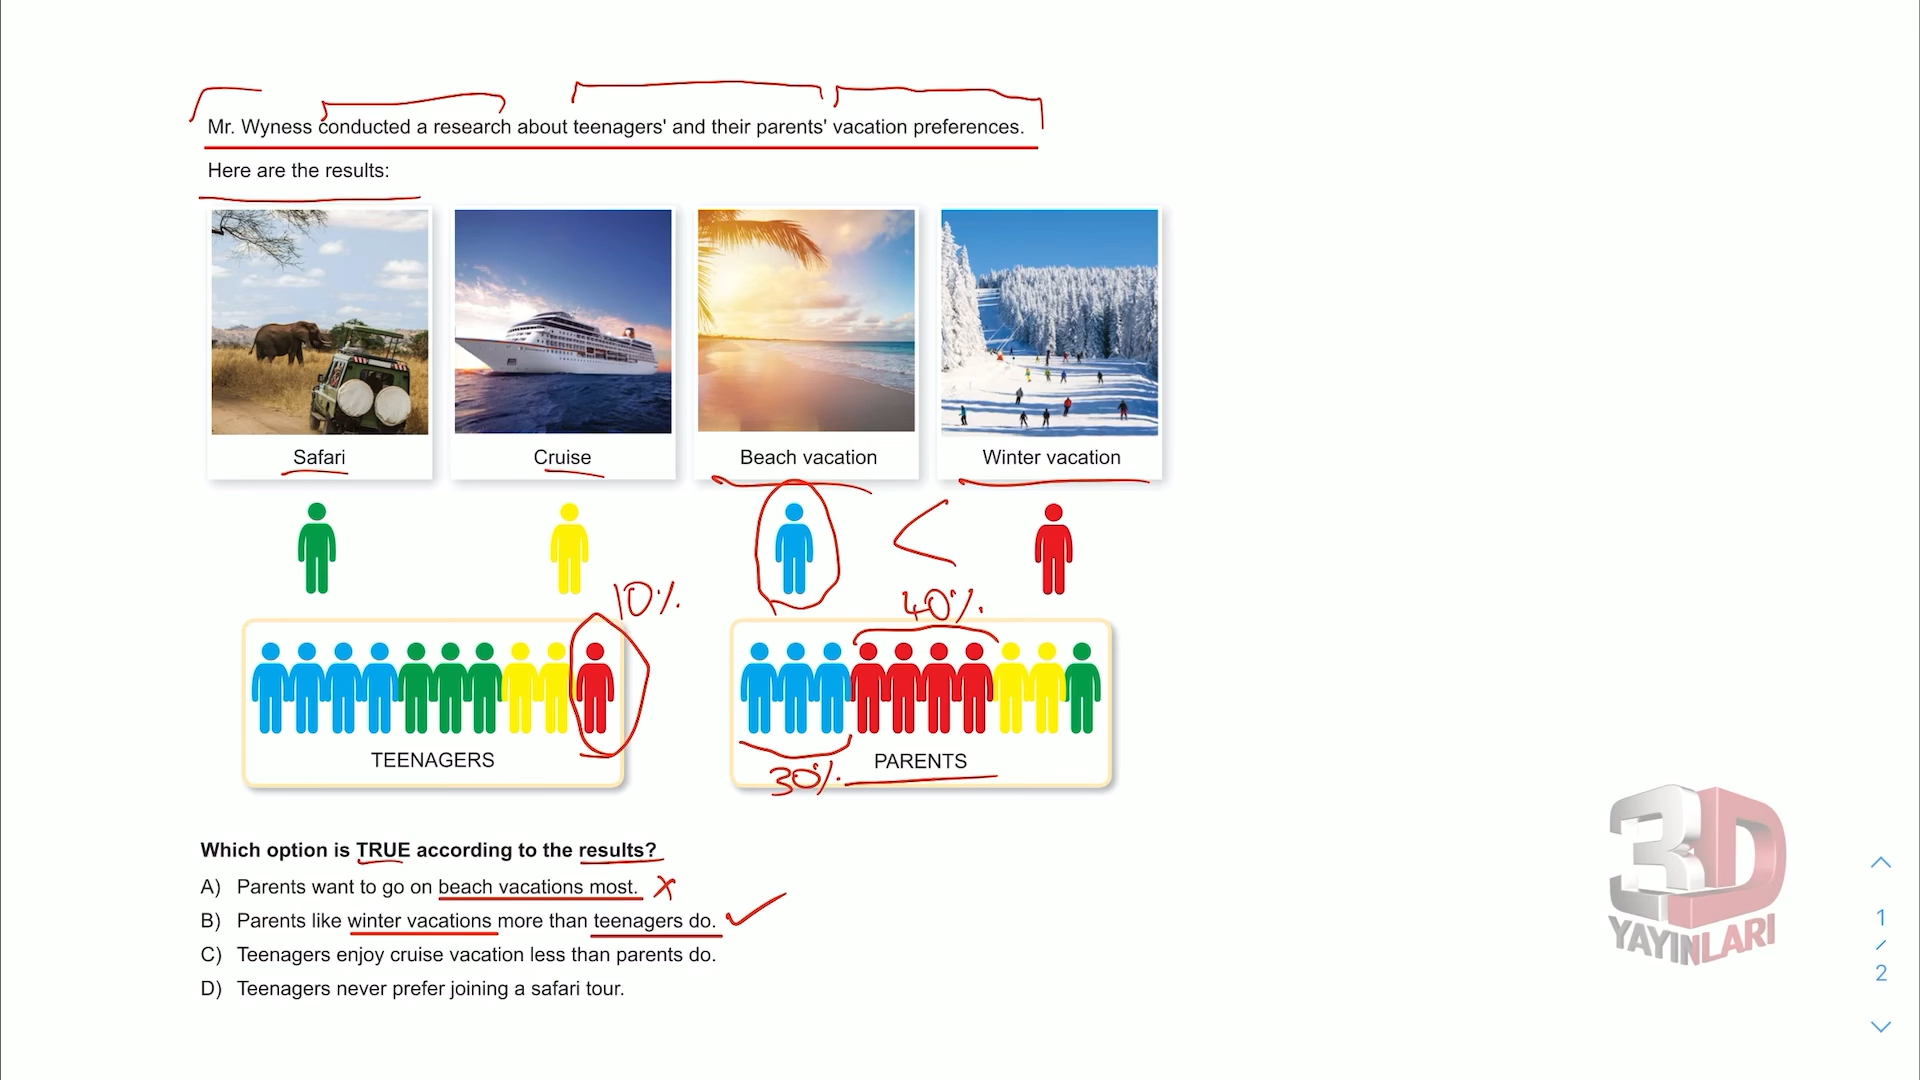 Mr. Wyness conducted a research about teenagers' and their parents' vacation preferences.
Here are the results:
Safari
Cruise
Beach vacation
Winter vacation
10%
40%
TEENAGERS
30%
PARENTS
Which option is TRUE according to the results?
A) Parents want to go on beach vacations most.
B) Parents like winter vacations more than teenagers do.
C) Teenagers enjoy cruise vacation less than parents do.
D) Teenagers never prefer joining a safari tour.
3D
YAYINLARI
1
/
2